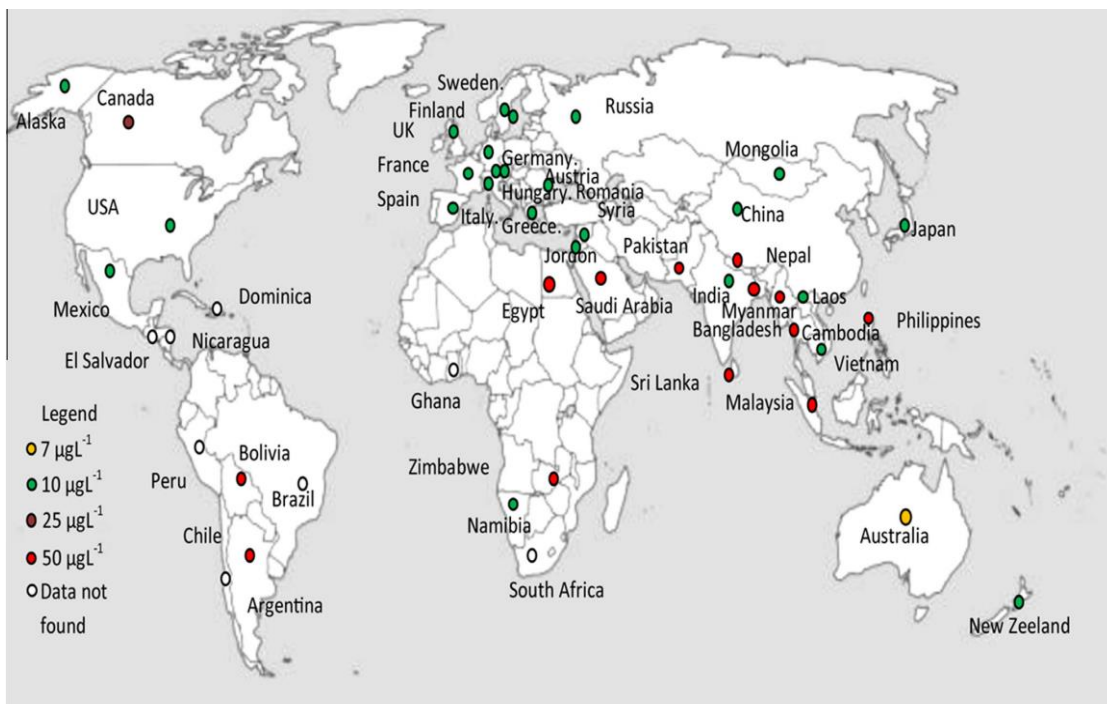 Sweden.
Canada
Finland
Russia
Alaska
UK
Mongolia
France
Germany.
Austria
USA
Spain
Hungary. Romania
Italy.
Greece.
Syria
China
Japan
Jordon
Pakistan
Nepal
Mexico
Dominica
Egypt
Saudi Arabia
India
Laos
Myanmar
Bangladesh
Cambodia
Philippines
El Salvador
Nicaragua
Vietnam
Ghana
Sri Lanka
Malaysia
Legend
7 µgL⁻¹
10 µgL⁻¹
25 µgL⁻¹
50 µgL⁻¹
Data not
found
Bolivia
Peru
Brazil
Zimbabwe
Namibia
Chile
Australia
South Africa
Argentina
New Zeeland